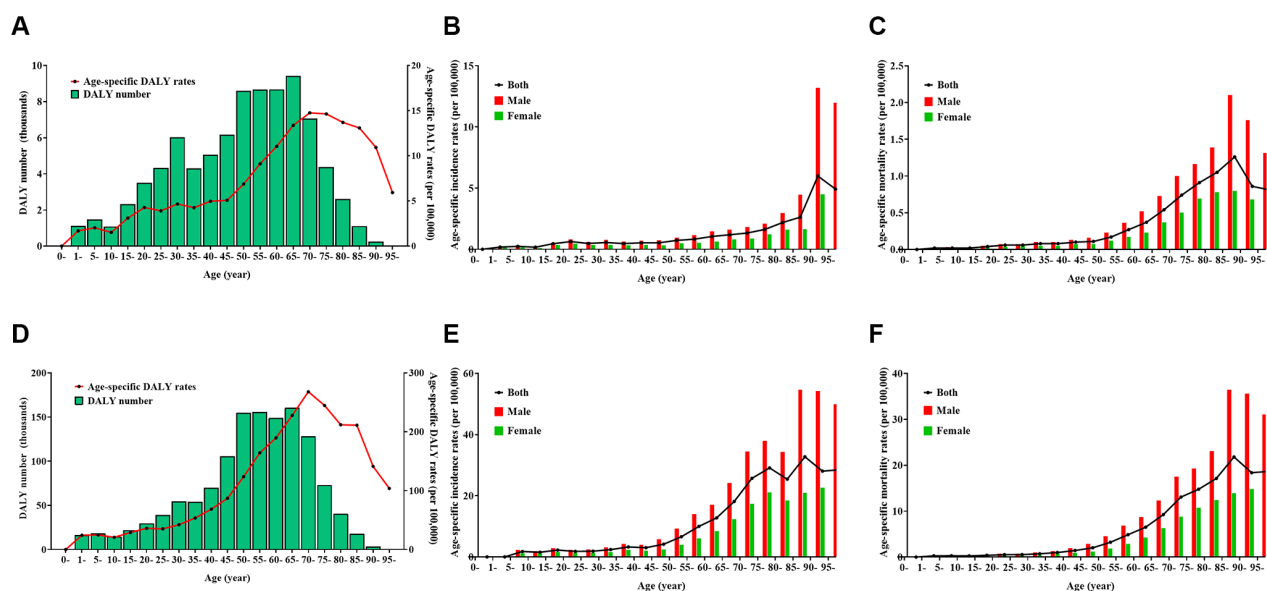 A
Age-specific DALY rates
DALY number
DALY number (thousands)
10
8
6
4
2
0
20
15
10
5
0
Age-specific DALY rates (per 100,000)
0- 1- 5- 10- 15- 20- 25- 30- 35- 40- 45- 50- 55- 60- 65- 70- 75- 80- 85- 90- 95-
Age (year)
B
Both
Male
Female
Age-specific incidence rates (per 100,000)
15
10
5
0
0- 5- 10- 15- 20- 25- 30- 35- 40- 45- 50- 55- 60- 65- 70- 75- 80- 85- 90- 95-
Age (year)
C
Both
Male
Female
Age-specific mortality rates (per 100,000)
2.5
2.0
1.5
1.0
0.5
0.0
0- 5- 10- 15- 20- 25- 30- 35- 40- 45- 50- 55- 60- 65- 70- 75- 80- 85- 90- 95-
Age (year)
D
Age-specific DALY rates
DALY number
DALY number (thousands)
200
150
100
50
0
300
200
100
0
Age-specific DALY rates (per 100,000)
0- 1- 5- 10- 15- 20- 25- 30- 35- 40- 45- 50- 55- 60- 65- 70- 75- 80- 85- 90- 95-
Age (year)
E
Both
Male
Female
Age-specific incidence rates (per 100,000)
60
40
20
0
0- 5- 10- 15- 20- 25- 30- 35- 40- 45- 50- 55- 60- 65- 70- 75- 80- 85- 90- 95-
Age (year)
F
Both
Male
Female
Age-specific mortality rates (per 100,000)
40
30
20
10
0
0- 5- 10- 15- 20- 25- 30- 35- 40- 45- 50- 55- 60- 65- 70- 75- 80- 85- 90- 95-
Age (year)